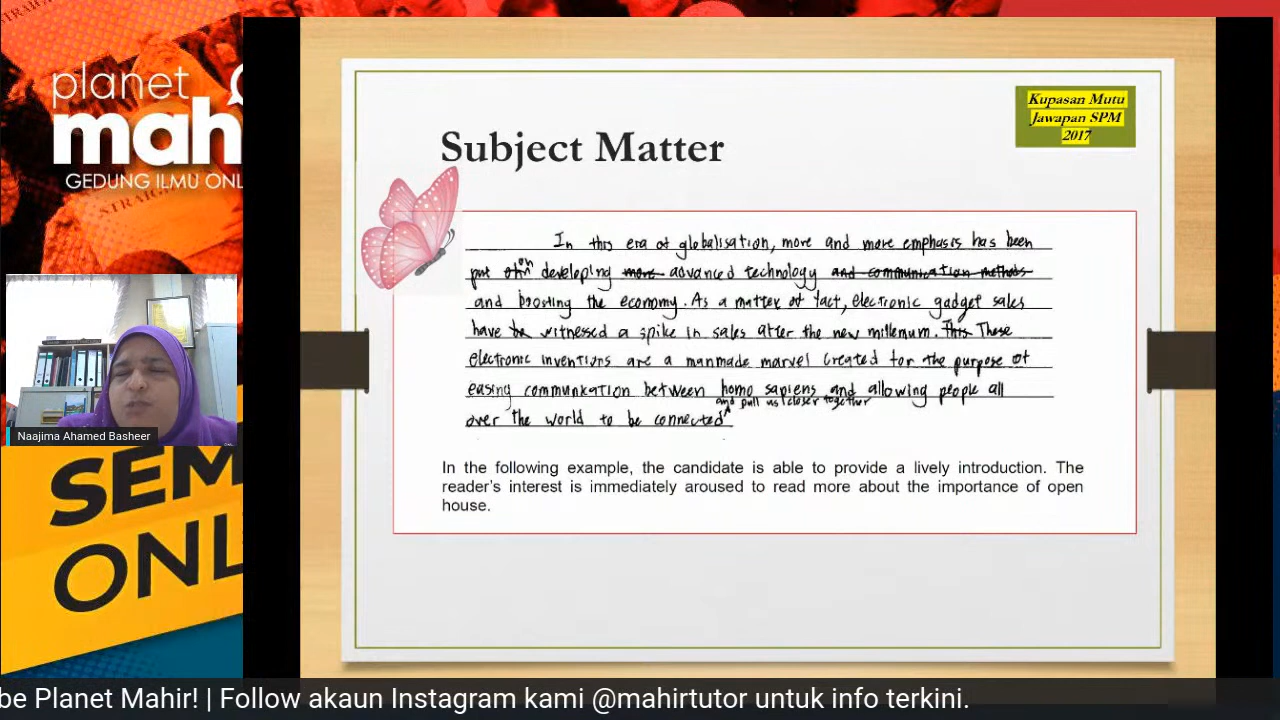 planet
mah
GEDUNG ILMU ONL
Naajima Ahamed Basheer
SEM
ONL
Kupasan Mutu
Jawapan SPM
2017
Subject Matter
In this era of globalisation, more and more emphasis has been
put on developing more advanced technology and communication methods
and boosting the economy. As a matter of fact, electronic gadget sales
have be witnessed a spike in sales after the new millenium. This These
electronic inventions are a manmade marvel created for the purpose of
easing communication between homo sapiens and allowing people all
and pull us closer together
over the world to be connected
In the following example, the candidate is able to provide a lively introduction. The
reader's interest is immediately aroused to read more about the importance of open
house.
be Planet Mahir! | Follow akaun Instagram kami @mahirtutor untuk info terkini.